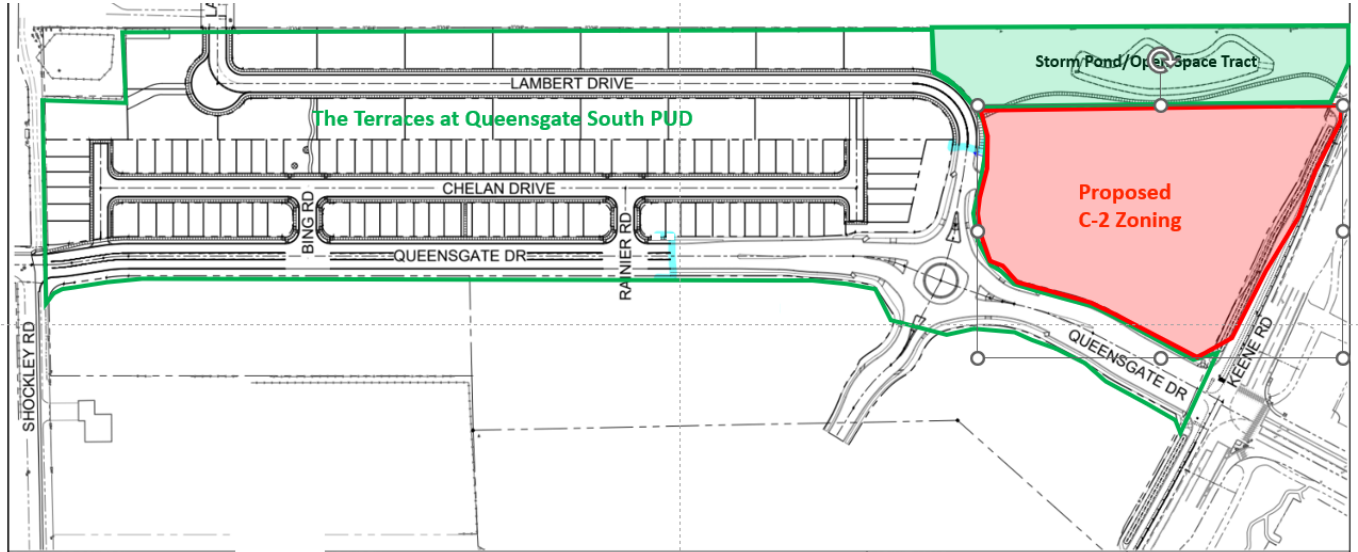 LAMBERT DRIVE
Storm Pond/Open Space Tract
The Terraces at Queensgate South PUD
CHELAN DRIVE
Proposed
C-2 Zoning
BING RD
RAINIER RD
QUEENSGATE DR
QUEENSGATE DR
KEENE RD
SHOCKLEY RD